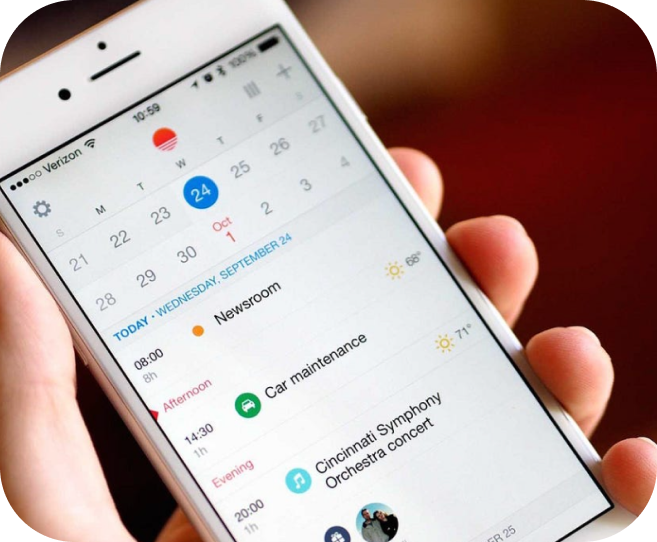 Verizon 10:59 100%
S M T W T F S
21 22 23 24 25 26 27
Oct
28 29 30 1 2 3 4
TODAY • WEDNESDAY, SEPTEMBER 24
08:00 Newsroom 68°
8h
Afternoon
14:30 Car maintenance 71°
1h
Evening
20:00 Cincinnati Symphony
1h Orchestra concert
ER 25